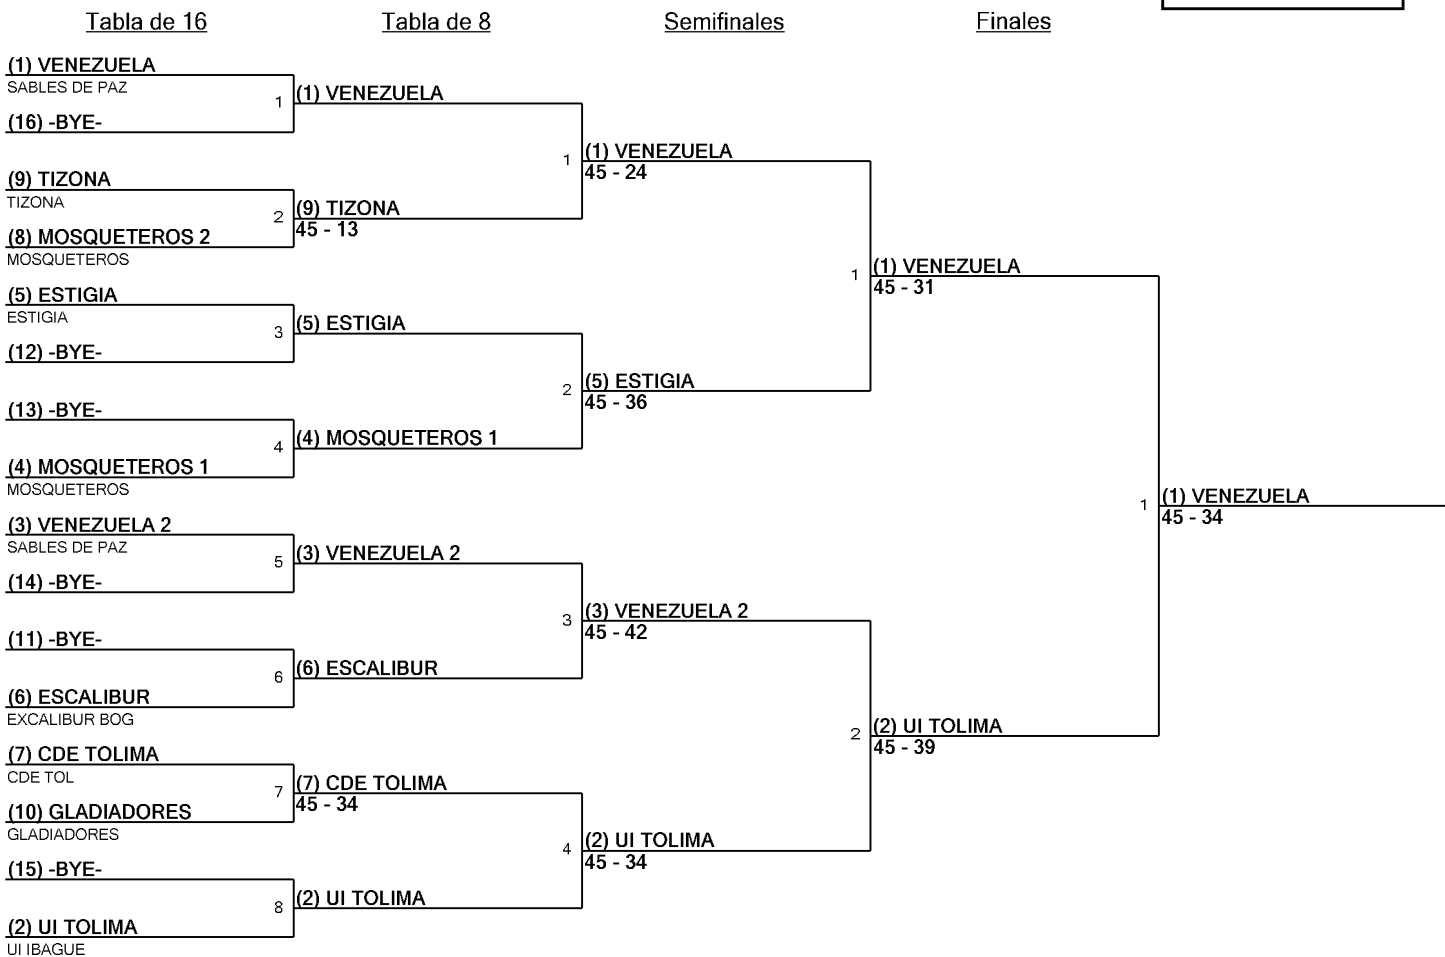 Tabla de 16
Tabla de 8
Semifinales
Finales
(1) VENEZUELA
SABLES DE PAZ
(16) -BYE-
(9) TIZONA
TIZONA
(8) MOSQUETEROS 2
MOSQUETEROS
(5) ESTIGIA
ESTIGIA
(12) -BYE-
(13) -BYE-
(4) MOSQUETEROS 1
MOSQUETEROS
(3) VENEZUELA 2
SABLES DE PAZ
(14) -BYE-
(11) -BYE-
(6) ESCALIBUR
EXCALIBUR BOG
(7) CDE TOLIMA
CDE TOL
(10) GLADIADORES
GLADIADORES
(15) -BYE-
(2) UI TOLIMA
UI IBAGUE
1
(1) VENEZUELA
2
(9) TIZONA
45 - 13
3
(5) ESTIGIA
4
(4) MOSQUETEROS 1
5
(3) VENEZUELA 2
6
(6) ESCALIBUR
7
(7) CDE TOLIMA
45 - 34
8
(2) UI TOLIMA
1
(1) VENEZUELA
45 - 24
2
(5) ESTIGIA
45 - 36
3
(3) VENEZUELA 2
45 - 42
4
(2) UI TOLIMA
45 - 34
1
(1) VENEZUELA
45 - 31
2
(2) UI TOLIMA
45 - 39
1
(1) VENEZUELA
45 - 34